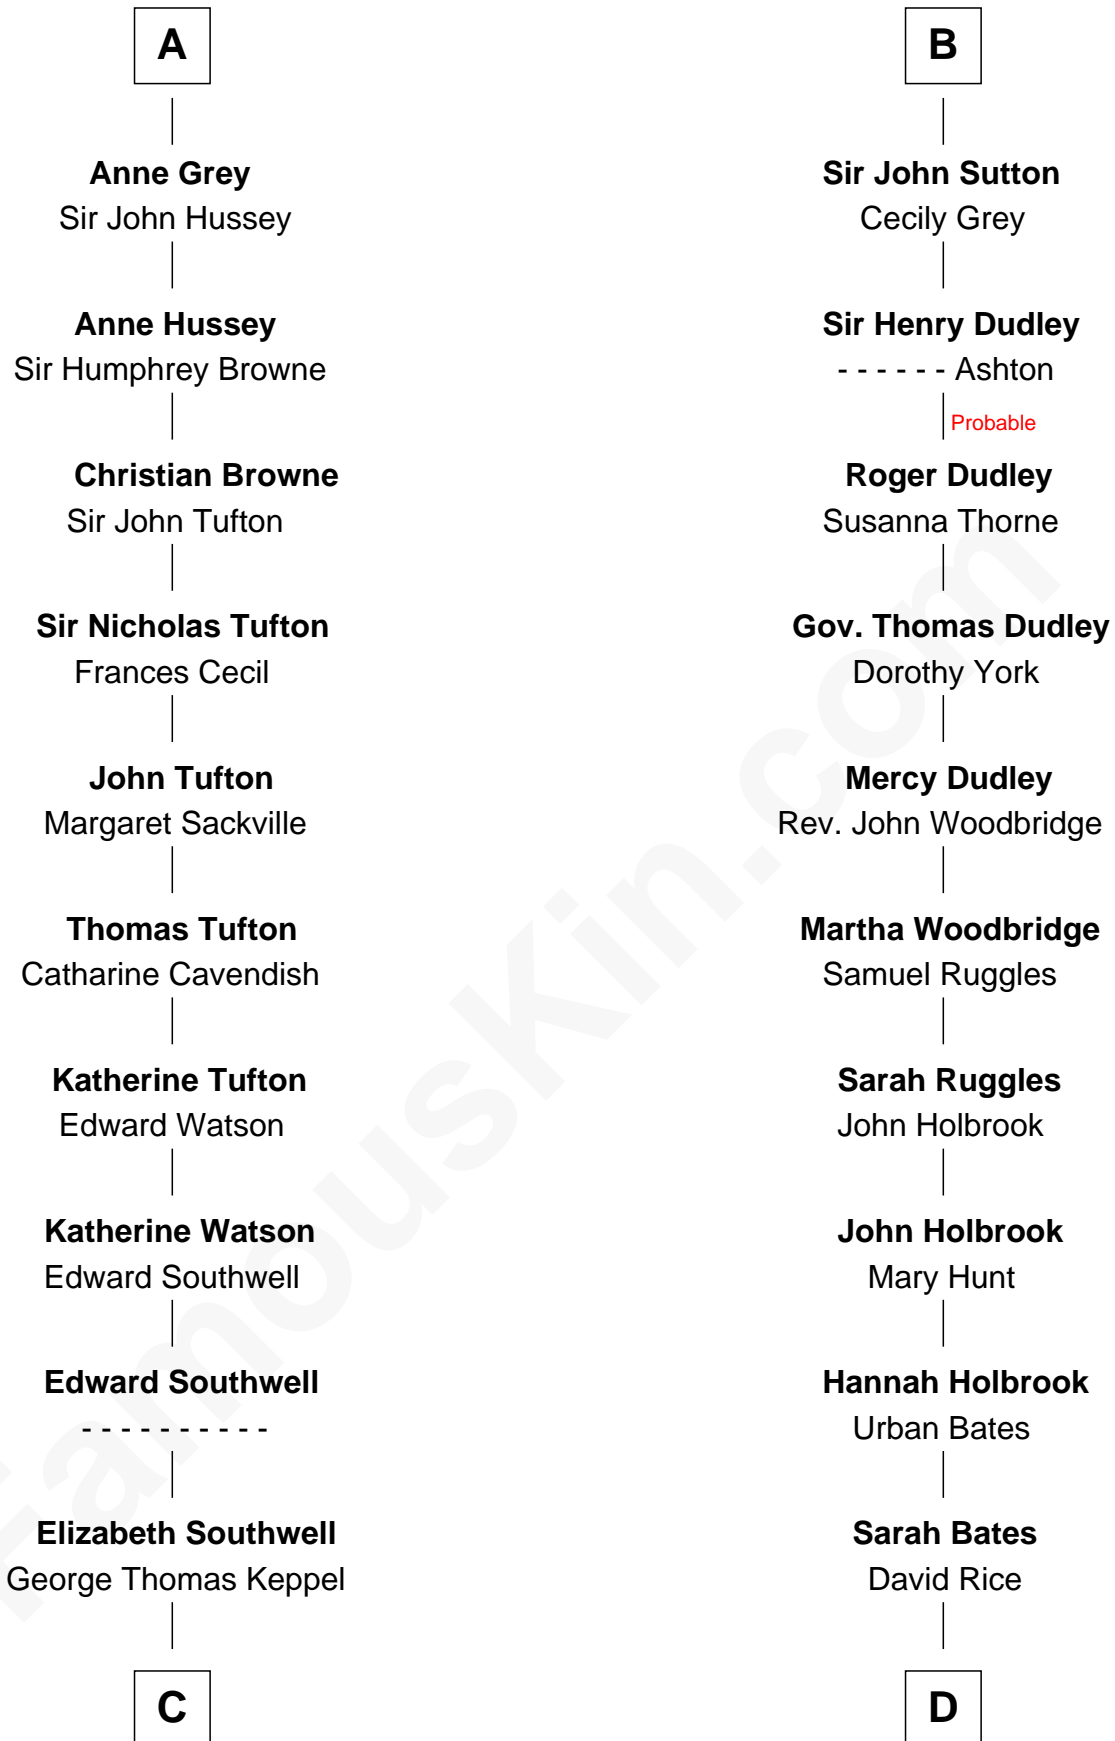 A
Anne Grey
Sir John Hussey
Anne Hussey
Sir Humphrey Browne
Christian Browne
Sir John Tufton
Sir Nicholas Tufton
Frances Cecil
John Tufton
Margaret Sackville
Thomas Tufton
Catharine Cavendish
Katherine Tufton
Edward Watson
Katherine Watson
Edward Southwell
Edward Southwell
- - - - - - - - - -
Elizabeth Southwell
George Thomas Keppel
C
B
Sir John Sutton
Cecily Grey
Sir Henry Dudley
- - - - - - Ashton
Probable
Roger Dudley
Susanna Thorne
Gov. Thomas Dudley
Dorothy York
Mercy Dudley
Rev. John Woodbridge
Martha Woodbridge
Samuel Ruggles
Sarah Ruggles
John Holbrook
John Holbrook
Mary Hunt
Hannah Holbrook
Urban Bates
Sarah Bates
David Rice
D
FamousKin.com